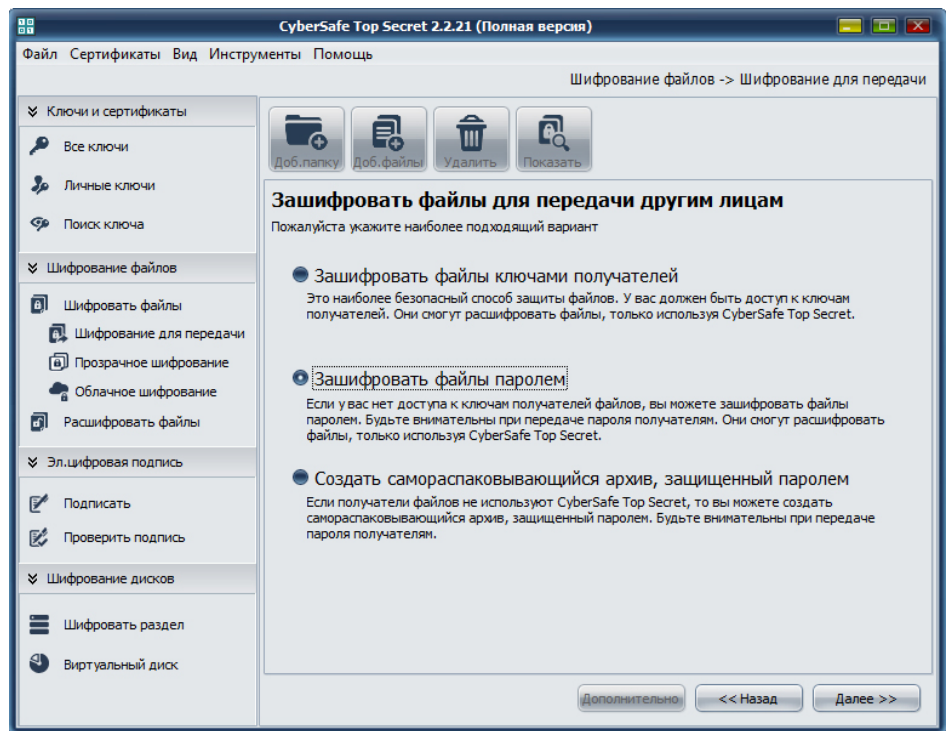 CyberSafe Top Secret 2.2.21 (Полная версия)
Файл Сертификаты Вид Инструменты Помощь
Шифрование файлов -> Шифрование для передачи
Ключи и сертификаты
Все ключи
Личные ключи
Поиск ключа
Шифрование файлов
Шифровать файлы
Шифрование для передачи
Прозрачное шифрование
Облачное шифрование
Расшифровать файлы
Эл.цифровая подпись
Подписать
Проверить подпись
Шифрование дисков
Шифровать раздел
Виртуальный диск
Доб.папку Доб.файлы Удалить Показать
Зашифровать файлы для передачи другим лицам
Пожалуйста укажите наиболее подходящий вариант
Зашифровать файлы ключами получателей
Это наиболее безопасный способ защиты файлов. У вас должен быть доступ к ключам
получателей. Они смогут расшифровать файлы, только используя CyberSafe Top Secret.
Зашифровать файлы паролем
Если у вас нет доступа к ключам получателей файлов, вы можете зашифровать файлы
паролем. Будьте внимательны при передаче пароля получателям. Они смогут расшифровать
файлы, только используя CyberSafe Top Secret.
Создать самораспаковывающийся архив, защищенный паролем
Если получатели файлов не используют CyberSafe Top Secret, то вы можете создать
самораспаковывающийся архив, защищенный паролем. Будьте внимательны при передаче
пароля получателям.
Дополнительно << Назад Далее >>